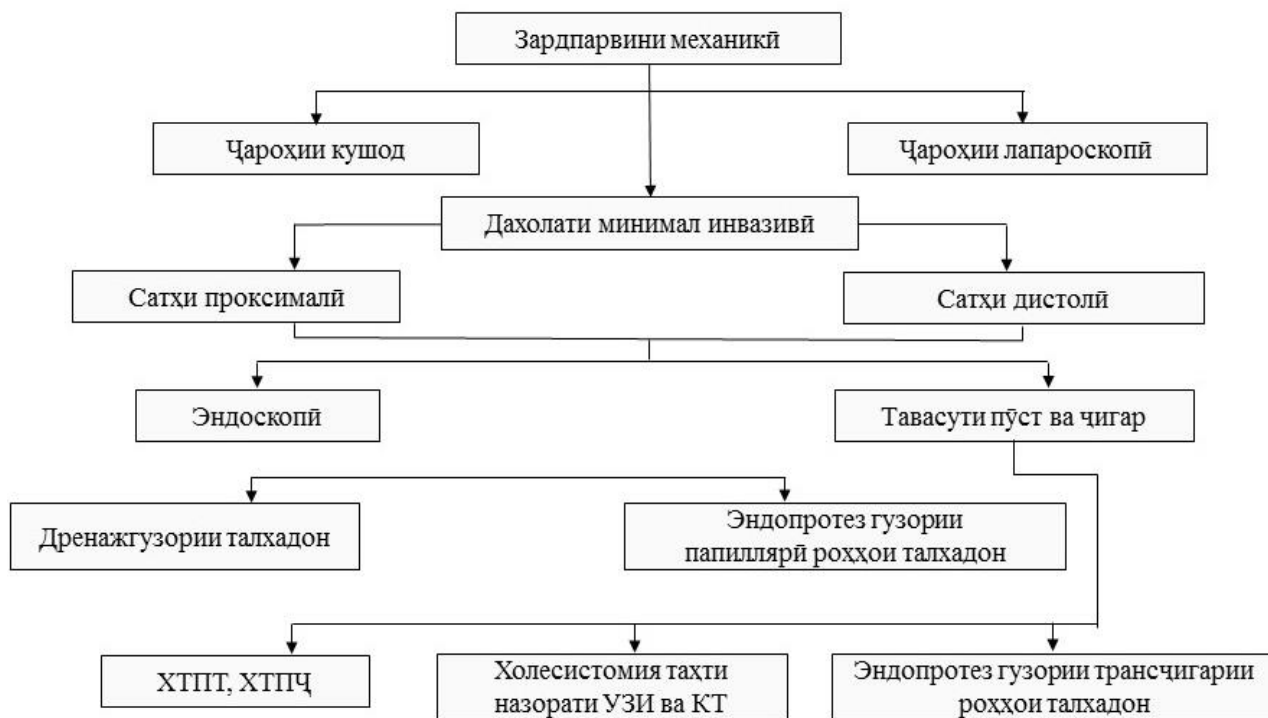 Зардпарвини механикӣ
Ҷароҳии кушод
Ҷароҳии лапароскопӣ
Дахолати минимал инвазивӣ
Сатҳи проксималӣ
Сатҳи дистолӣ
Эндоскопӣ
Тавасути пӯст ва ҷигар
Дренажгузории талхадон
Эндопротез гузории
папиллярӣ роҳҳои талхадон
ХТПТ, ХТПҶ
Холесистомия таҳти
назорати УЗИ ва КТ
Эндопротез гузории трансҷигарии
роҳҳои талхадон